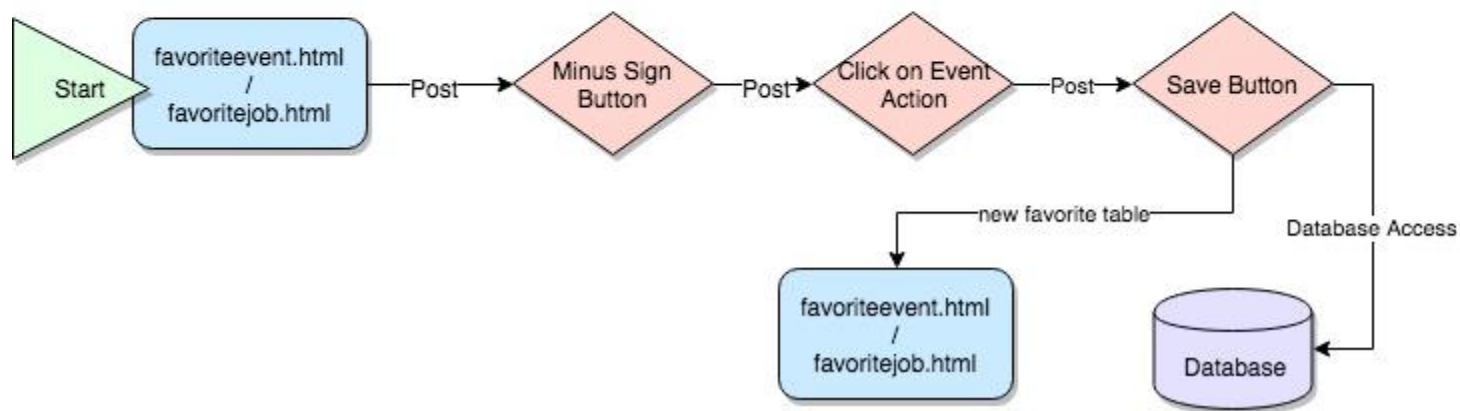 Start
favoriteevent.html
/
favoritejob.html
Post
Minus Sign
Button
Post
Click on Event
Action
Post
Save Button
new favorite table
Database Access
favoriteevent.html
/
favoritejob.html
Database